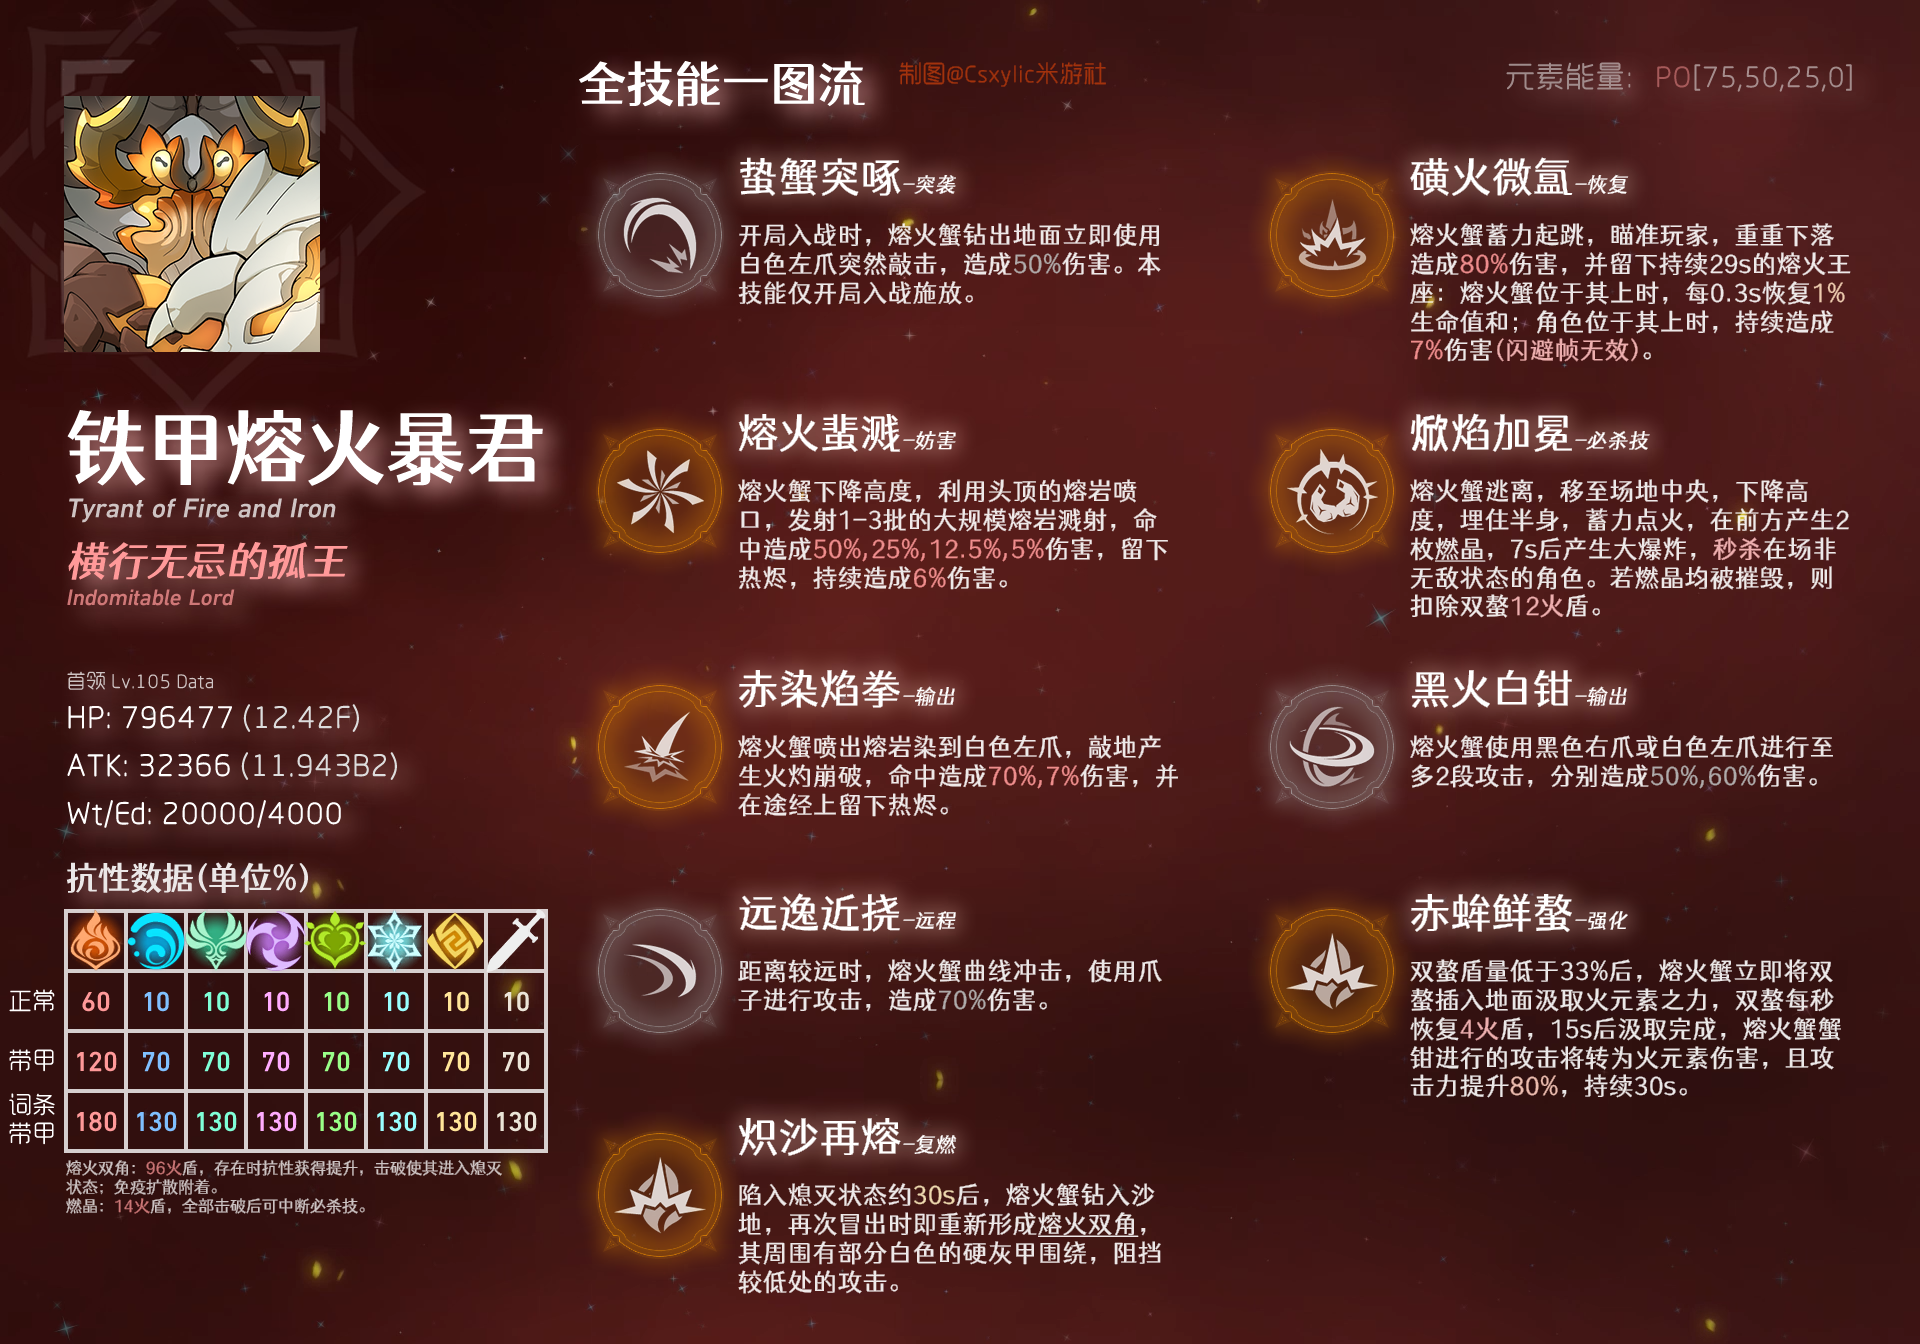 全技能一图流
制图@Csxylic米游社
元素能量: PO[75,50,25,0]
铁甲熔火暴君
Tyrant of Fire and Iron
横行无忌的孤王
Indomitable Lord
首领 Lv.105 Data
HP: 796477 (12.42F)
ATK: 32366 (11.943B2)
Wt/Ed: 20000/4000
抗性数据(单位%)
正常 60 10 10 10 10 10 10 10
带甲 120 70 70 70 70 70 70 70
词条
带甲 180 130 130 130 130 130 130 130
熔火双角：96火盾，存在时抗性获得提升，击破使其进入熄灭
状态；免疫扩散附着。
燃晶：14火盾，全部击破后可中断必杀技。
蛰蟹突啄-突袭
开局入战时，熔火蟹钻出地面立即使用
白色左爪突然敲击，造成50%伤害。本
技能仅开局入战施放。
熔火蜚溅-妨害
熔火蟹下降高度，利用头顶的熔岩喷
口，发射1-3批的大规模熔岩溅射，命
中造成50%,25%,12.5%,5%伤害，留下
热烬，持续造成6%伤害。
赤染焰拳-输出
熔火蟹喷出熔岩染到白色左爪，敲地产
生火灼崩破，命中造成70%,7%伤害，并
在途经上留下热烬。
远逸近挠-远程
距离较远时，熔火蟹曲线冲击，使用爪
子进行攻击，造成70%伤害。
炽沙再熔-复燃
陷入熄灭状态约30s后，熔火蟹钻入沙
地，再次冒出时即重新形成熔火双角，
其周围有部分白色的硬灰甲围绕，阻挡
较低处的攻击。
磺火微氲-恢复
熔火蟹蓄力起跳，瞄准玩家，重重下落
造成80%伤害，并留下持续29s的熔火王
座：熔火蟹位于其上时，每0.3s恢复1%
生命值和；角色位于其上时，持续造成
7%伤害(闪避帧无效)。
焮焰加冕-必杀技
熔火蟹逃离，移至场地中央，下降高
度，埋住半身，蓄力点火，在前方产生2
枚燃晶，7s后产生大爆炸，秒杀在场非
无敌状态的角色。若燃晶均被摧毁，则
扣除双螯12火盾。
黑火白钳-输出
熔火蟹使用黑色右爪或白色左爪进行至
多2段攻击，分别造成50%,60%伤害。
赤蛑鲜螯-强化
双螯盾量低于33%后，熔火蟹立即将双
螯插入地面汲取火元素之力，双螯每秒
恢复4火盾，15s后汲取完成，熔火蟹蟹
钳进行的攻击将转为火元素伤害，且攻
击力提升80%，持续30s。